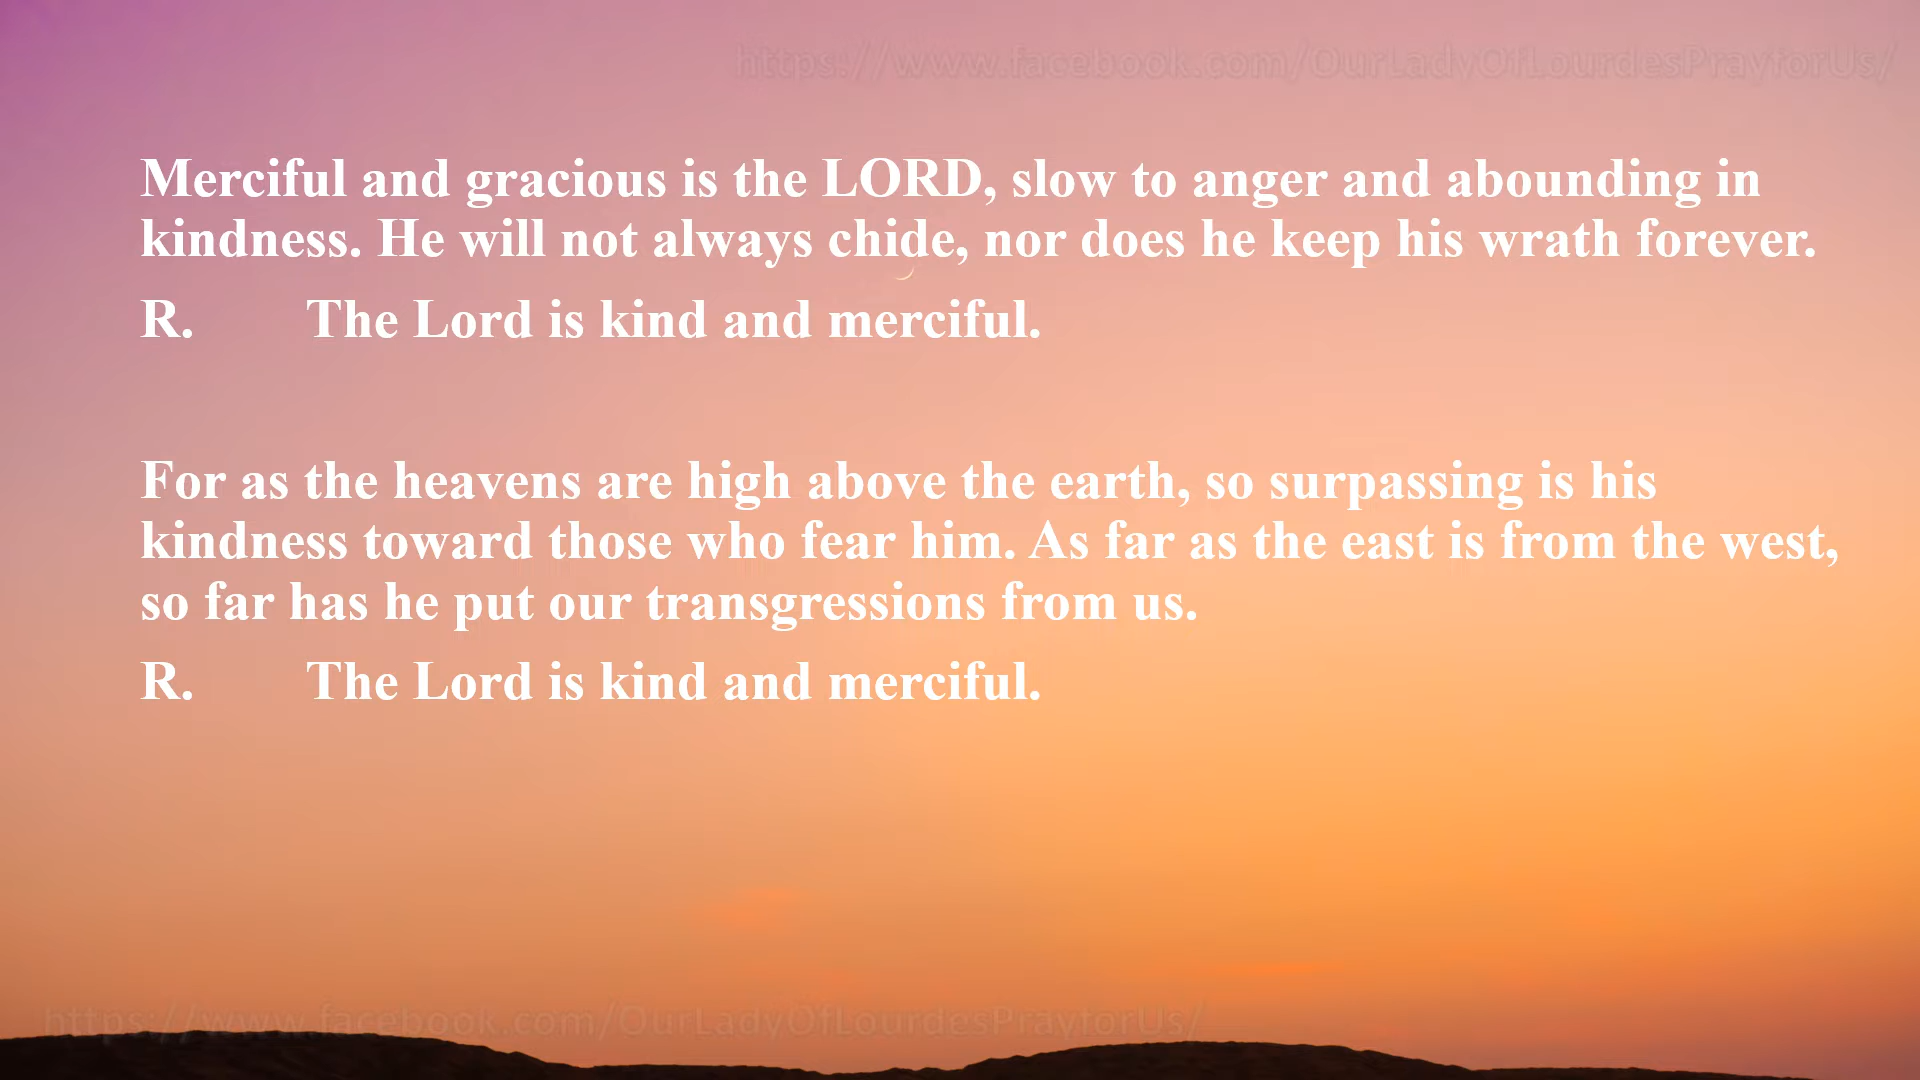 https://www.facebook.com/OurLadyOfLourdesPrayforUs/
Merciful and gracious is the LORD, slow to anger and abounding in
kindness. He will not always chide, nor does he keep his wrath forever.
R. The Lord is kind and merciful.
For as the heavens are high above the earth, so surpassing is his
kindness toward those who fear him. As far as the east is from the west,
so far has he put our transgressions from us.
R. The Lord is kind and merciful.
https://www.facebook.com/OurLadyOfLourdesPrayforUs/